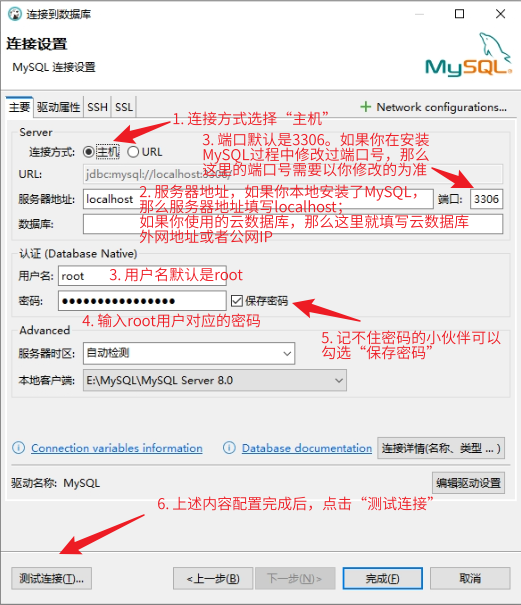 连接到数据库
连接设置
MySQL 连接设置
MySQL
主要 驱动属性 SSH SSL
Network configurations...
1. 连接方式选择“主机”
Server
连接方式: 主机 URL
3. 端口默认是3306。如果你在安装
MySQL过程中修改过端口号，那么
这里的端口号需要以你修改的为准
URL: jdbc:mysql://localhost:3306/
2. 服务器地址，如果你本地安装了MySQL，
服务器地址: localhost 端口: 3306
那么服务器地址填写localhost；
数据库:
如果你使用的云数据库，那么这里就填写云数据库
外网地址或者公网IP
认证 (Database Native)
用户名: root
3. 用户名默认是root
密码: ●●●●●●●●●●●●●●●● 保存密码
4. 输入root用户对应的密码
5. 记不住密码的小伙伴可以
勾选“保存密码”
Advanced
服务器时区: 自动检测
本地客户端: E:\MySQL\MySQL Server 8.0
Connection variables information Database documentation 连接详情(名称、类型 ... )
驱动名称: MySQL 编辑驱动设置
6. 上述内容配置完成后，点击“测试连接”
测试连接(T)... <上一步(B) 下一步(N)> 完成(F) 取消